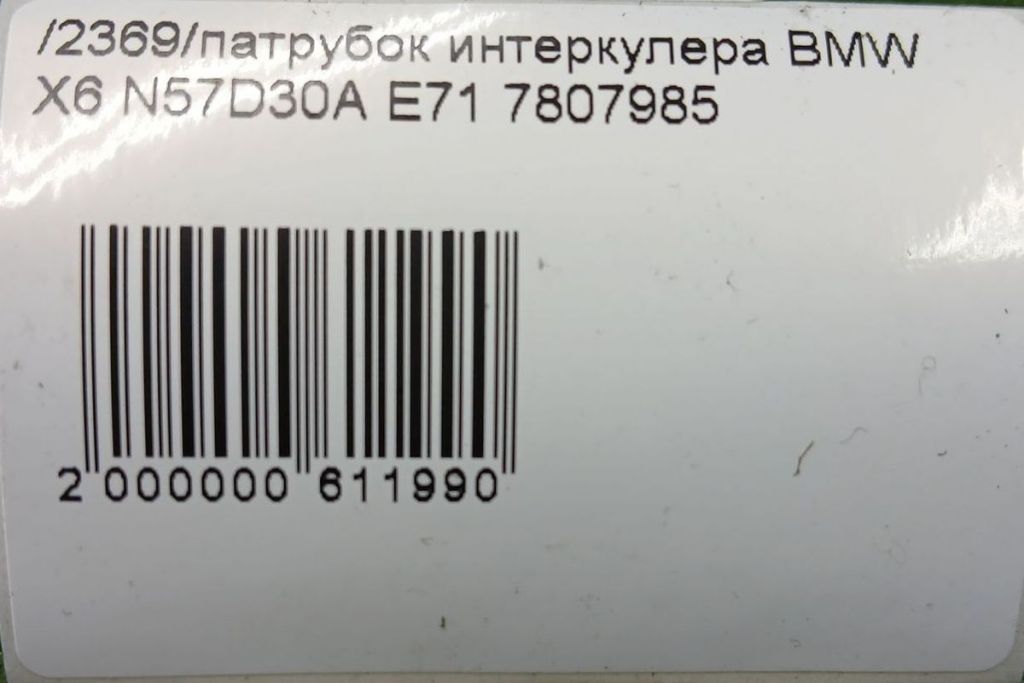 /2369/патрубок интеркулера BMW
X6 N57D30A E71 7807985
2 000000 611990